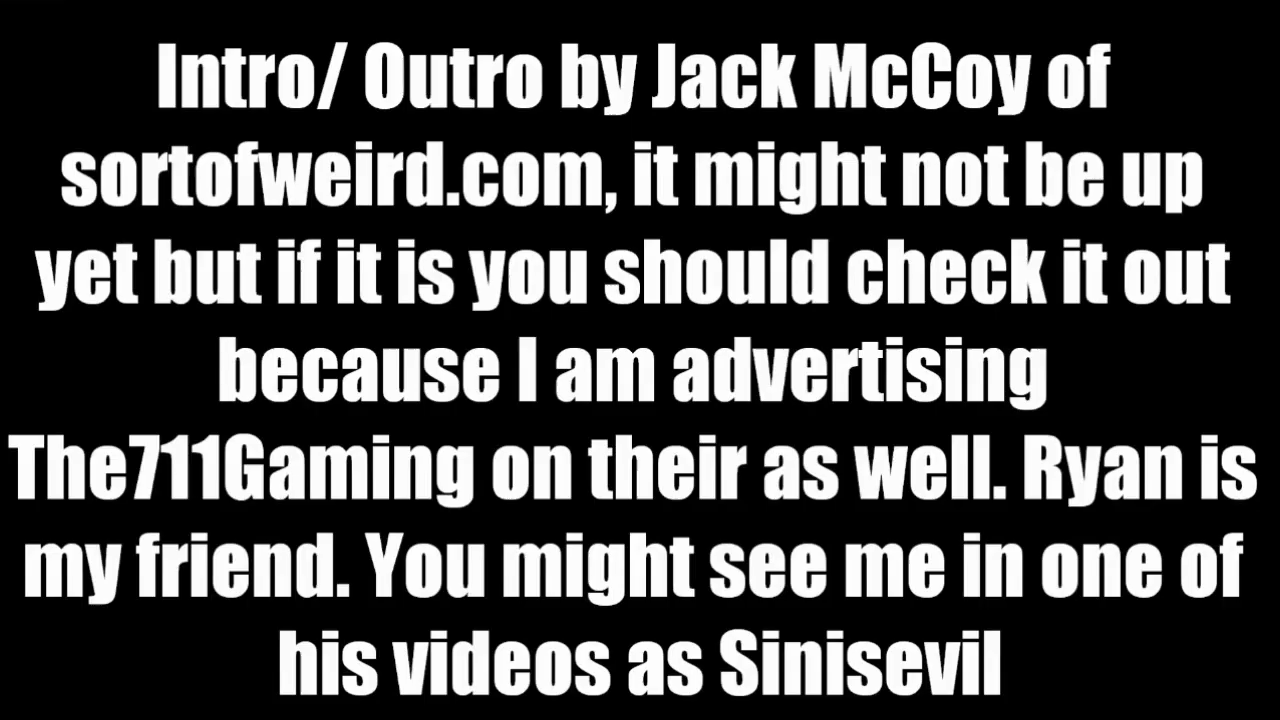 Intro/ Outro by Jack McCoy of
sortofweird.com, it might not be up
yet but if it is you should check it out
because I am advertising
The711Gaming on their as well. Ryan is
my friend. You might see me in one of
his videos as Sinisevil